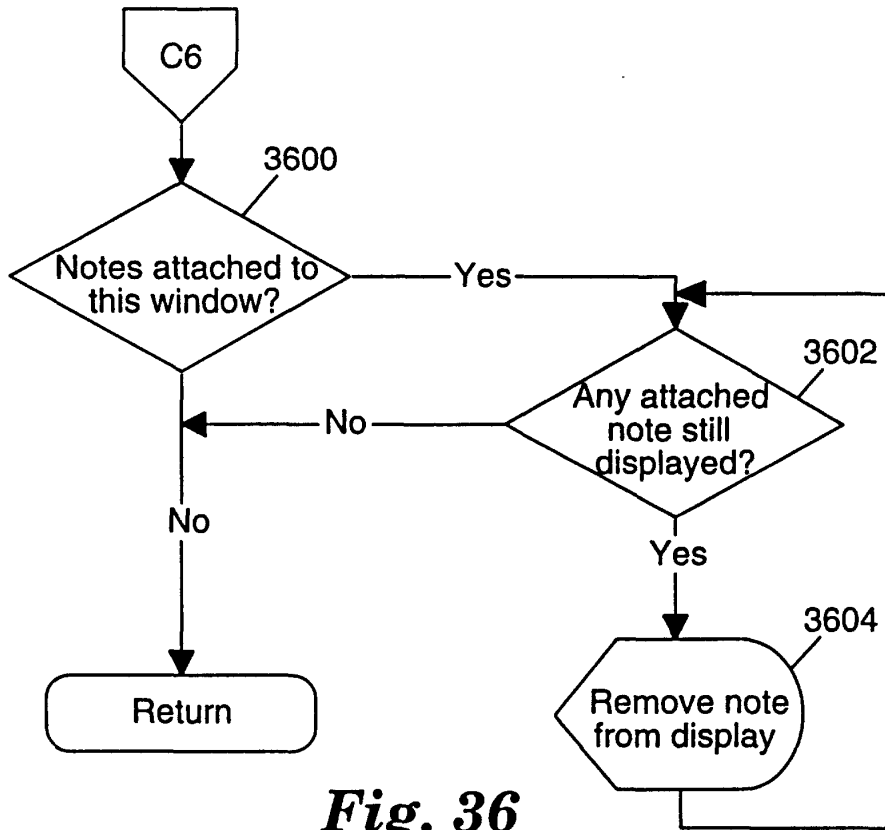 C6
3600
Notes attached to
this window?
Yes
3602
Any attached
note still
displayed?
No
No
Yes
3604
Return
Remove note
from display
Fig. 36